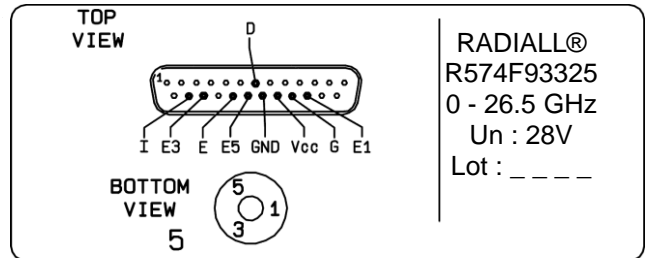 TOP
VIEW
D
1
I E3 E E5 GND Vcc G E1
BOTTOM
VIEW
5
5
1
3
RADIALL®
R574F93325
0 - 26.5 GHz
Un : 28V
Lot : _ _ _ _